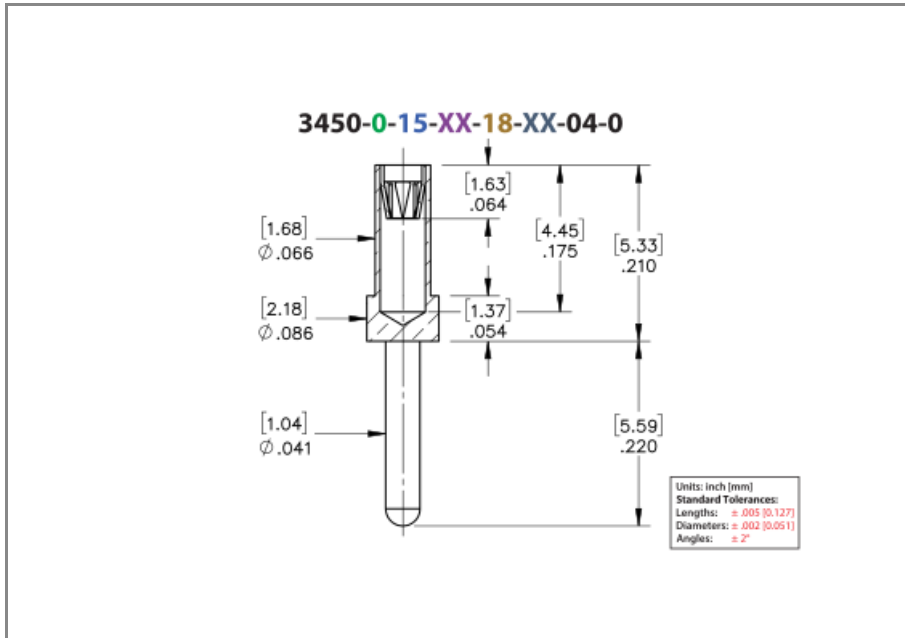 3450-0-15-XX-18-XX-04-0
[1.63]
.064
[4.45]
.175
[5.33]
.210
[1.68]
Ø.066
[2.18]
Ø.086
[1.37]
.054
[1.04]
Ø.041
[5.59]
.220
Units: inch [mm]
Standard Tolerances:
Lengths: ± .005 [0.127]
Diameters: ± .002 [0.051]
Angles: ± 2°